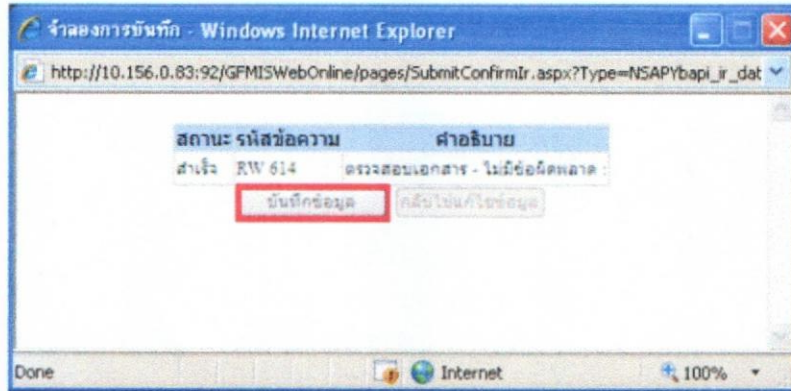 จำลองการบันทึก - Windows Internet Explorer
http://10.156.0.83:92/GFMISWebOnline/pages/SubmitConfirmIr.aspx?Type=NSAPYbapi_ir_dat
สถานะ รหัสข้อความ คำอธิบาย
สำเร็จ RW 614 ตรวจสอบเอกสาร - ไม่มีข้อผิดพลาด :
บันทึกข้อมูล กลับไปแก้ไขข้อมูล
Done Internet 100%